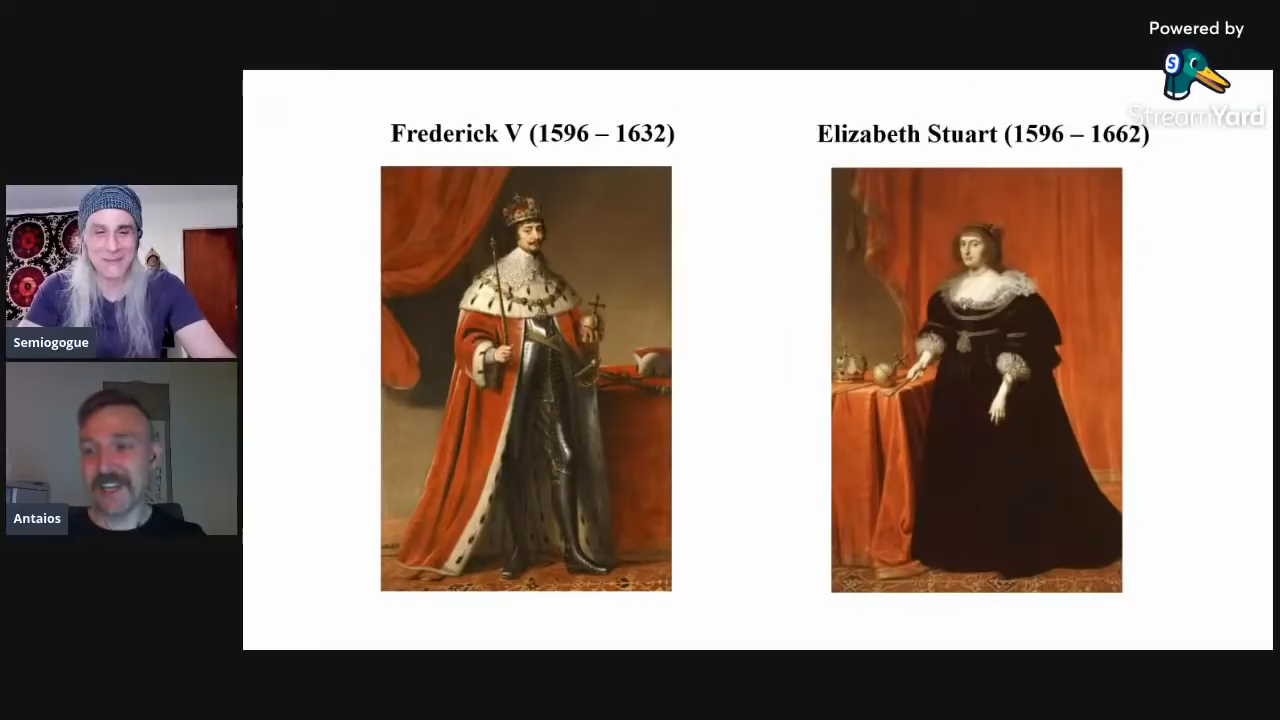 Powered by
S
StreamYard
Frederick V (1596 – 1632)
Elizabeth Stuart (1596 – 1662)
Semiogogue
Antaios